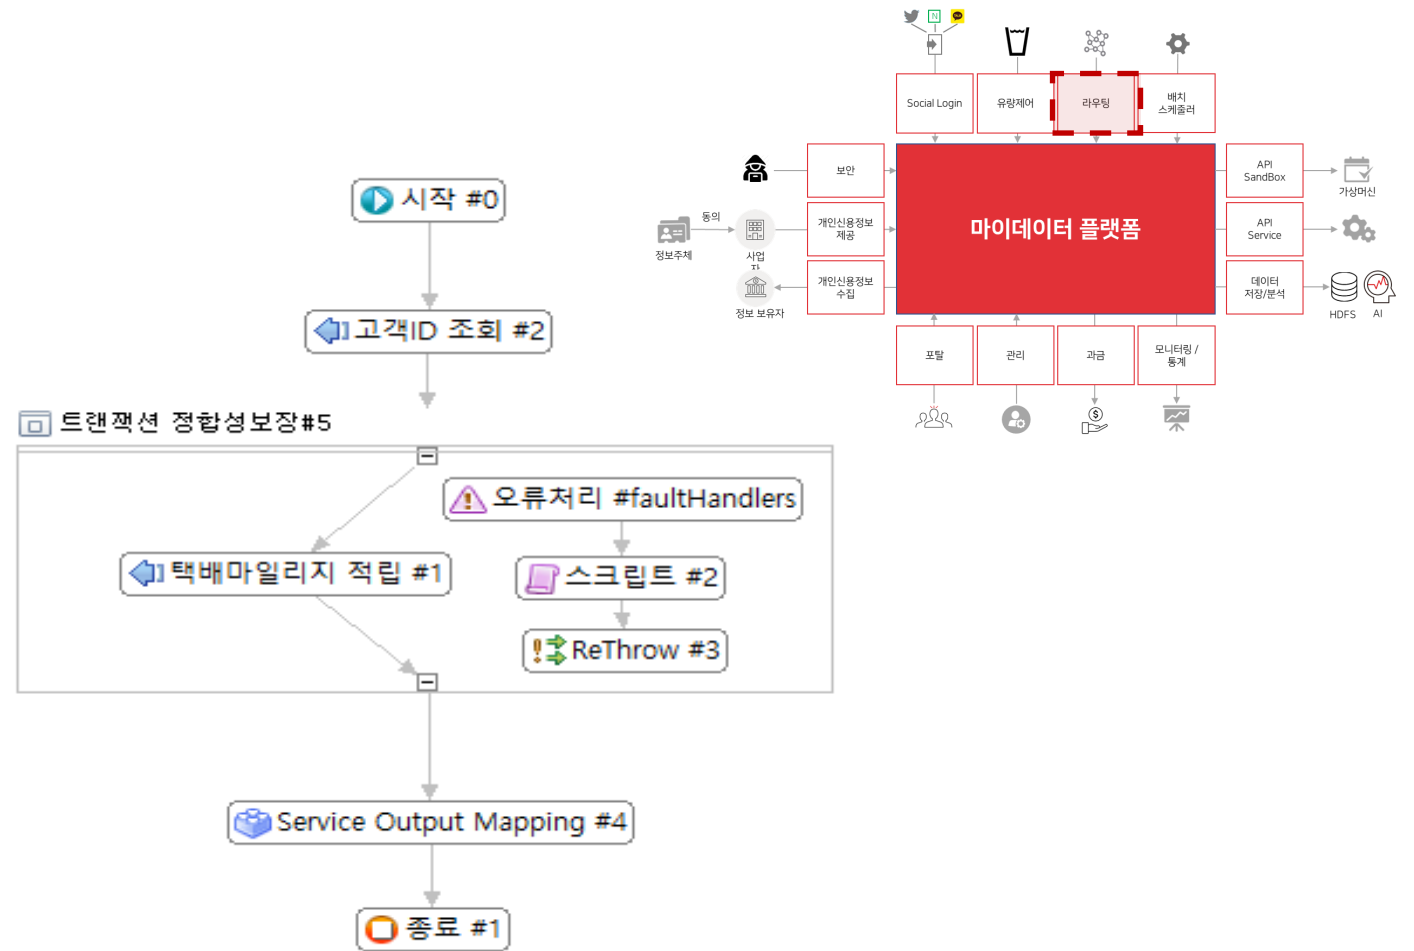 시작 #0
고객ID 조회 #2
트랜잭션 정합성보장#5
오류처리 #faultHandlers
택배마일리지 적립 #1
스크립트 #2
ReThrow #3
Service Output Mapping #4
종료 #1
N
Social Login
유량제어
라우팅
배치
스케줄러
보안
동의
정보주체
사업
자
개인신용정보
제공
개인신용정보
수집
정보 보유자
마이데이터 플랫폼
API
SandBox
가상머신
API
Service
데이터
저장/분석
HDFS
AI
포탈
관리
과금
모니터링 /
통계
$